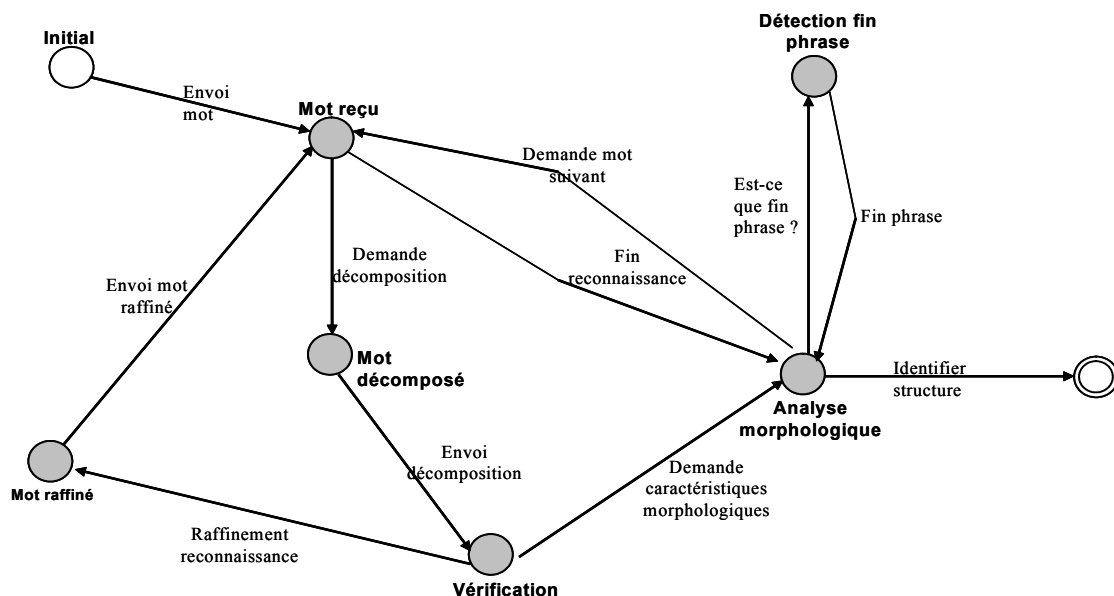 Détection fin
phrase
Initial
Envoi
mot
Mot reçu
Demande mot
suivant
Est-ce
que fin
phrase ?
Fin phrase
Demande
décomposition
Fin
reconnaissance
Envoi mot
raffiné
Mot
décomposé
Identifier
structure
Analyse
morphologique
Envoi
décomposition
Demande
caractéristiques
morphologiques
Mot raffiné
Raffinement
reconnaissance
Vérification